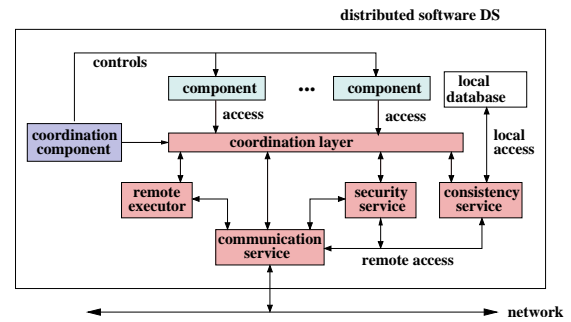 distributed software DS
controls
component
...
component
local
database
access
access
coordination
component
coordination layer
local
access
remote
executor
security
service
consistency
service
communication
service
remote access
network